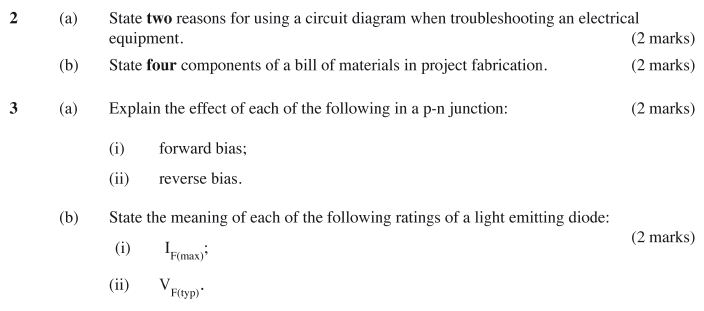 2 (a) State two reasons for using a circuit diagram when troubleshooting an electrical
equipment. (2 marks)
(b) State four components of a bill of materials in project fabrication. (2 marks)
3 (a) Explain the effect of each of the following in a p-n junction: (2 marks)
(i) forward bias;
(ii) reverse bias.
(b) State the meaning of each of the following ratings of a light emitting diode:
(2 marks)
(i) I_F(max);
(ii) V_F(typ).